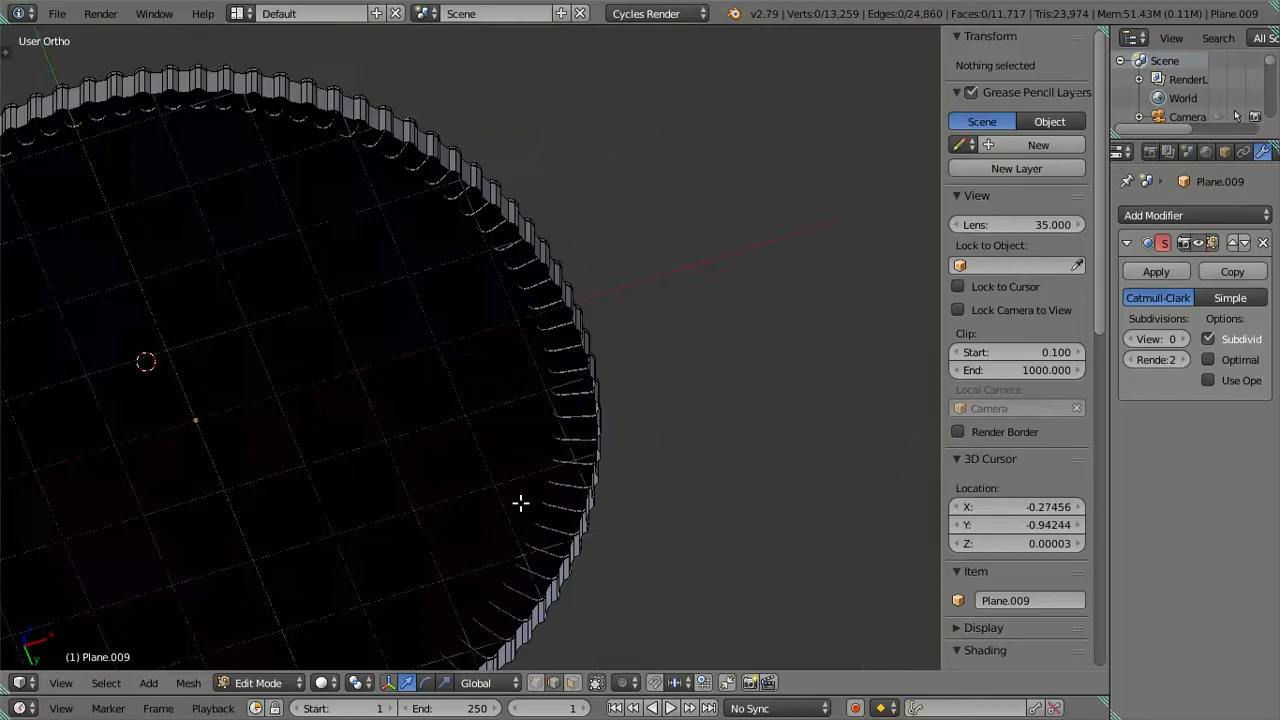 File Render Window Help Default Scene Cycles Render v2.79 | Verts:0/13,259 | Edges:0/24,860 | Faces:0/11,717 | Tris:23,974 | Mem:51.43M (0.11M) | Plane.009
User Ortho
Transform
Nothing selected
Grease Pencil Layers
Scene Object
New
New Layer
View
Lens: 35.000
Lock to Object:
Lock to Cursor
Lock Camera to View
Clip:
Start: 0.100
End: 1000.000
Local Camera:
Camera
Render Border
3D Cursor
Location:
X: -0.27456
Y: -0.94244
Z: 0.00003
Item
Plane.009
Display
Shading
View Search All Sc
Scene
RenderL
World
Camera
Plane.009
Add Modifier
S
Apply Copy
Catmull-Clark Simple
Subdivisions: Options:
View: 0 Subdivid
Rende:2 Optimal
Use Ope
x
y
(1) Plane.009
View Select Add Mesh Edit Mode Global
View Marker Frame Playback Start: 1 End: 250 1 No Sync